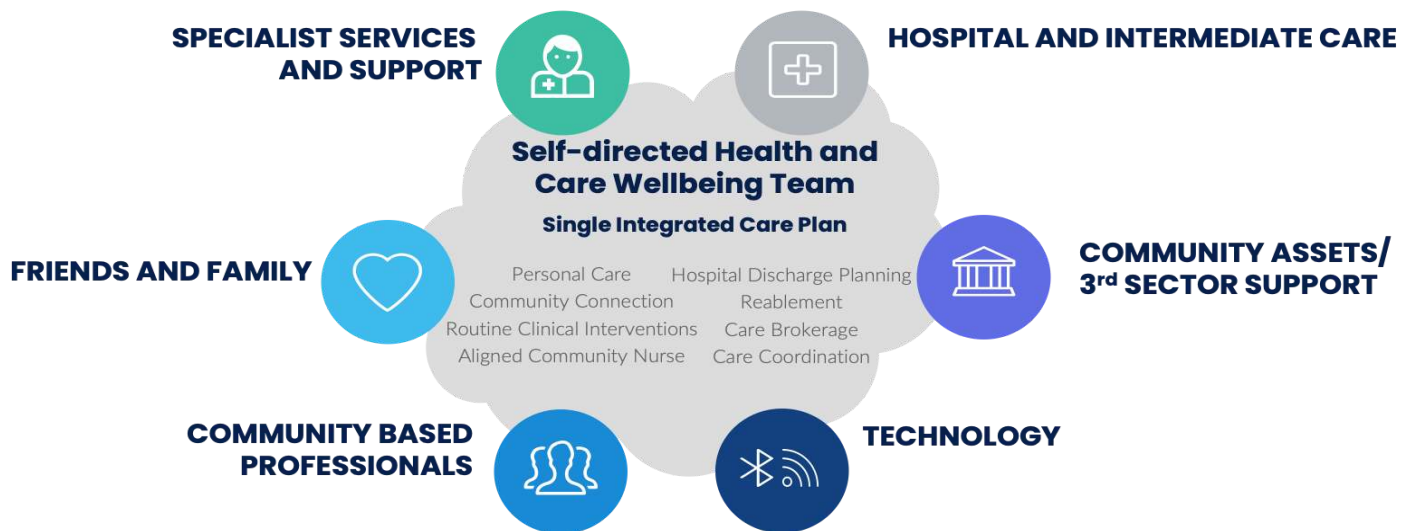 SPECIALIST SERVICES
AND SUPPORT
HOSPITAL AND INTERMEDIATE CARE
Self-directed Health and
Care Wellbeing Team
Single Integrated Care Plan
FRIENDS AND FAMILY
Personal Care
Community Connection
Routine Clinical Interventions
Aligned Community Nurse
Hospital Discharge Planning
Reablement
Care Brokerage
Care Coordination
COMMUNITY ASSETS/
3rd SECTOR SUPPORT
COMMUNITY BASED
PROFESSIONALS
TECHNOLOGY